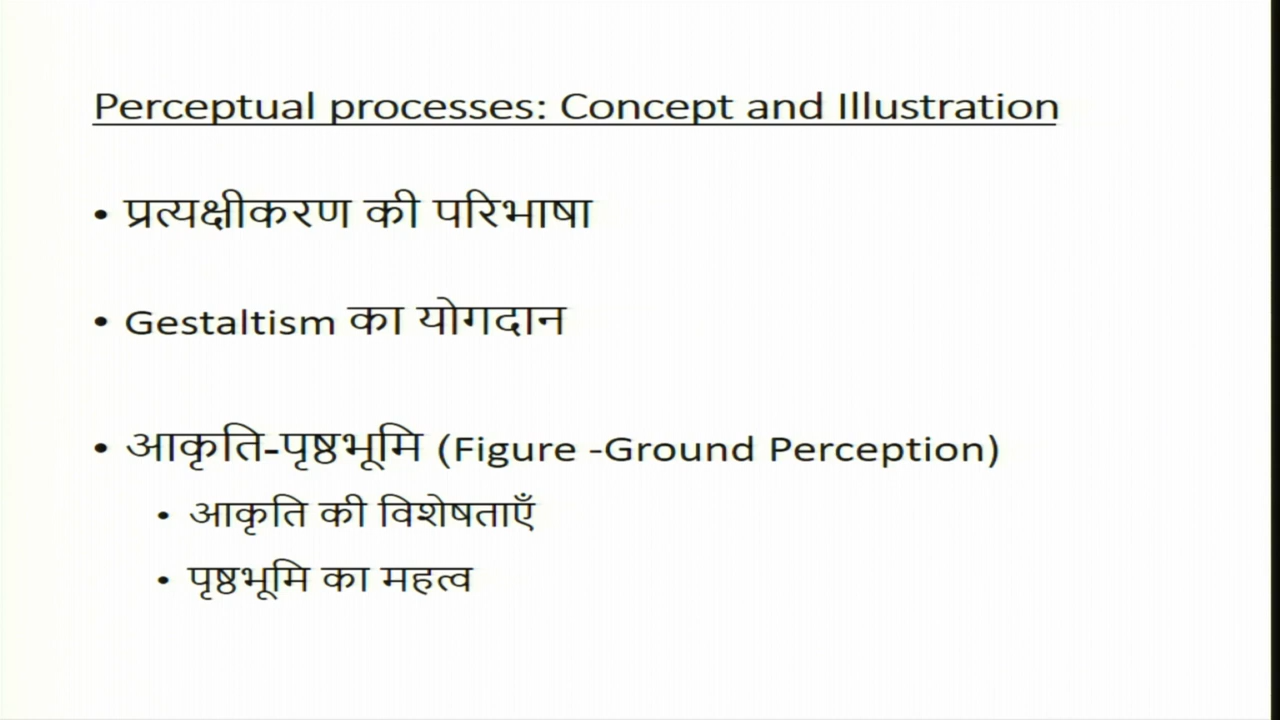 Perceptual processes: Concept and Illustration
• प्रत्यक्षीकरण की परिभाषा
• Gestaltism का योगदान
• आकृति-पृष्ठभूमि (Figure -Ground Perception)
• आकृति की विशेषताएँ
• पृष्ठभूमि का महत्व